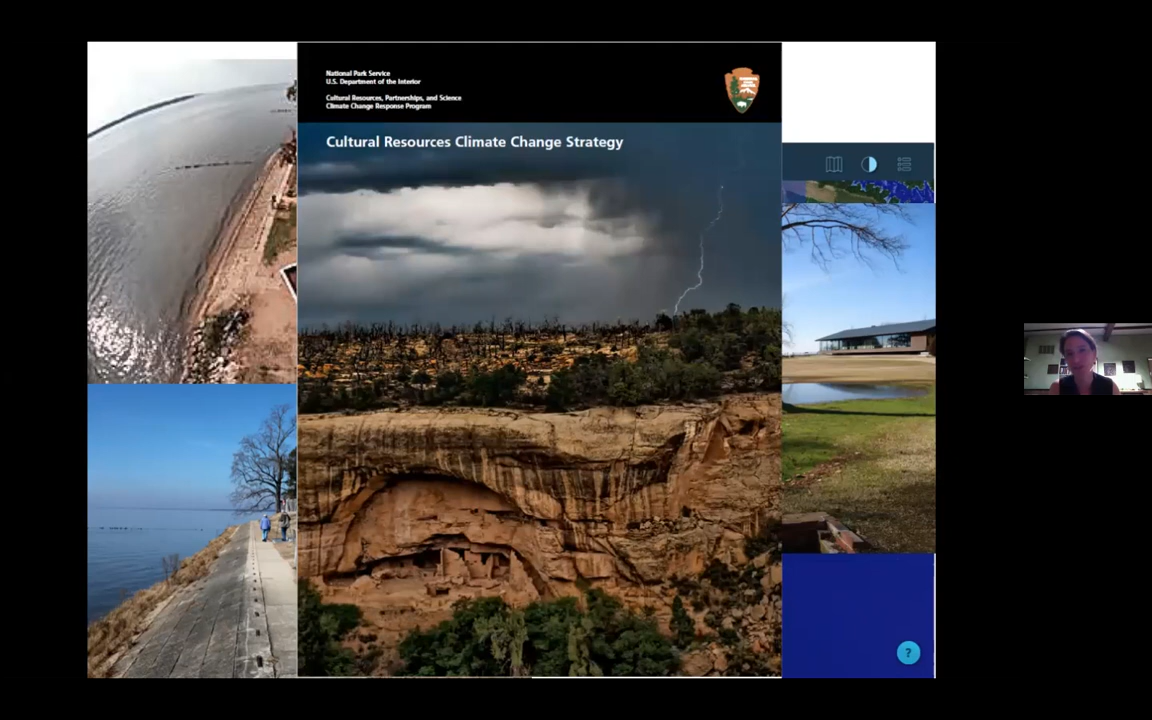 National Park Service
U.S. Department of the Interior
Cultural Resources, Partnerships, and Science
Climate Change Response Program
Cultural Resources Climate Change Strategy
?